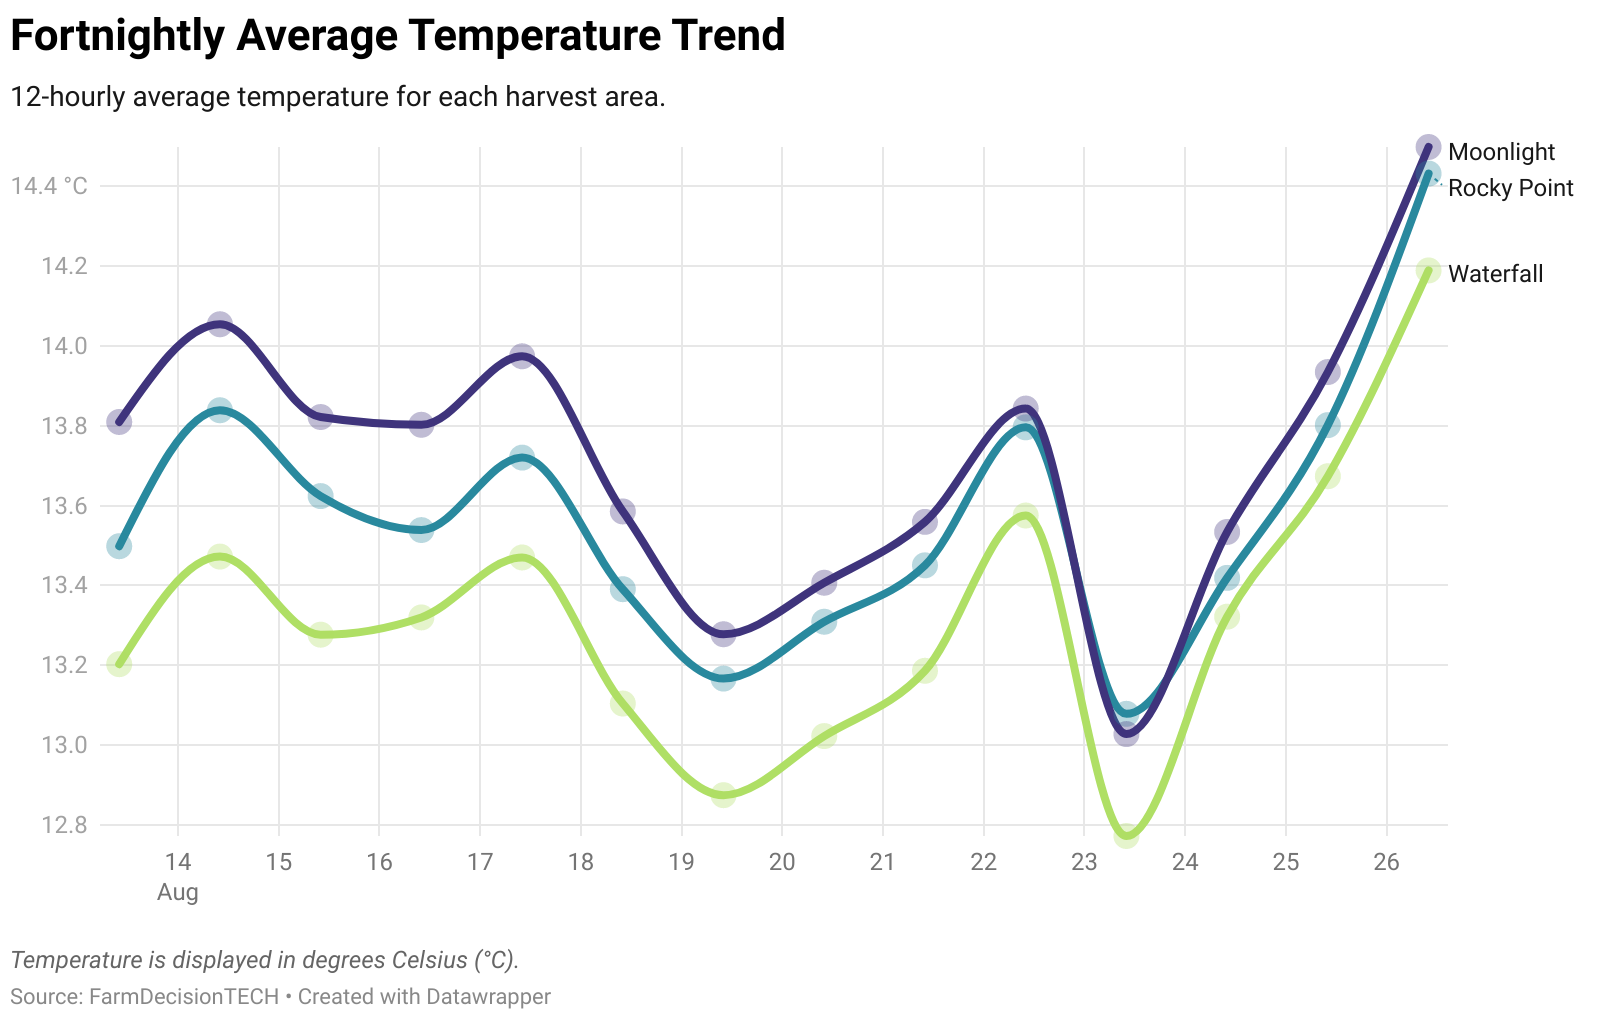 Fortnightly Average Temperature Trend
12-hourly average temperature for each harvest area.
Moonlight
14.4 °C
Rocky Point
14.2
Waterfall
14.0
13.8
13.6
13.4
13.2
13.0
12.8
14 15 16 17 18 19 20 21 22 23 24 25 26
Aug
Temperature is displayed in degrees Celsius (°C).
Source: FarmDecisionTECH • Created with Datawrapper